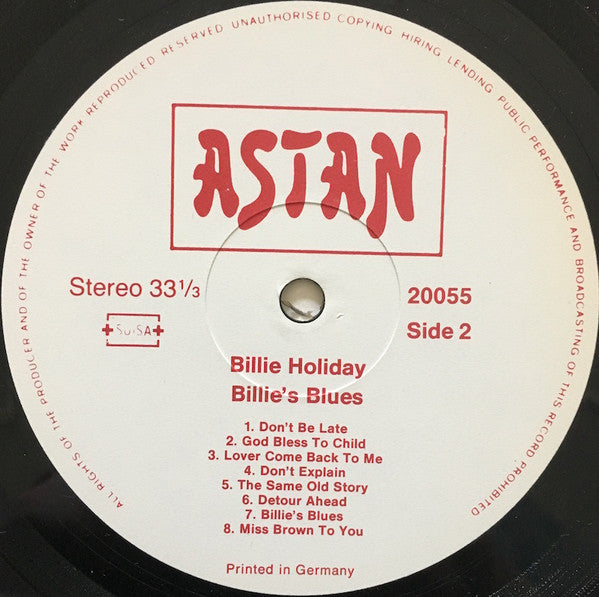 ALL RIGHTS OF THE PRODUCER AND OF THE OWNER OF THE WORK REPRODUCED RESERVED UNAUTHORISED COPYING HIRING LENDING PUBLIC PERFORMANCE AND BROADCASTING OF THIS RECORD PROHIBITED
ASTAN
Stereo 33 1/3
20055
SUISA
Side 2
Billie Holiday
Billie's Blues
1. Don't Be Late
2. God Bless To Child
3. Lover Come Back To Me
4. Don't Explain
5. The Same Old Story
6. Detour Ahead
7. Billie's Blues
8. Miss Brown To You
Printed in Germany